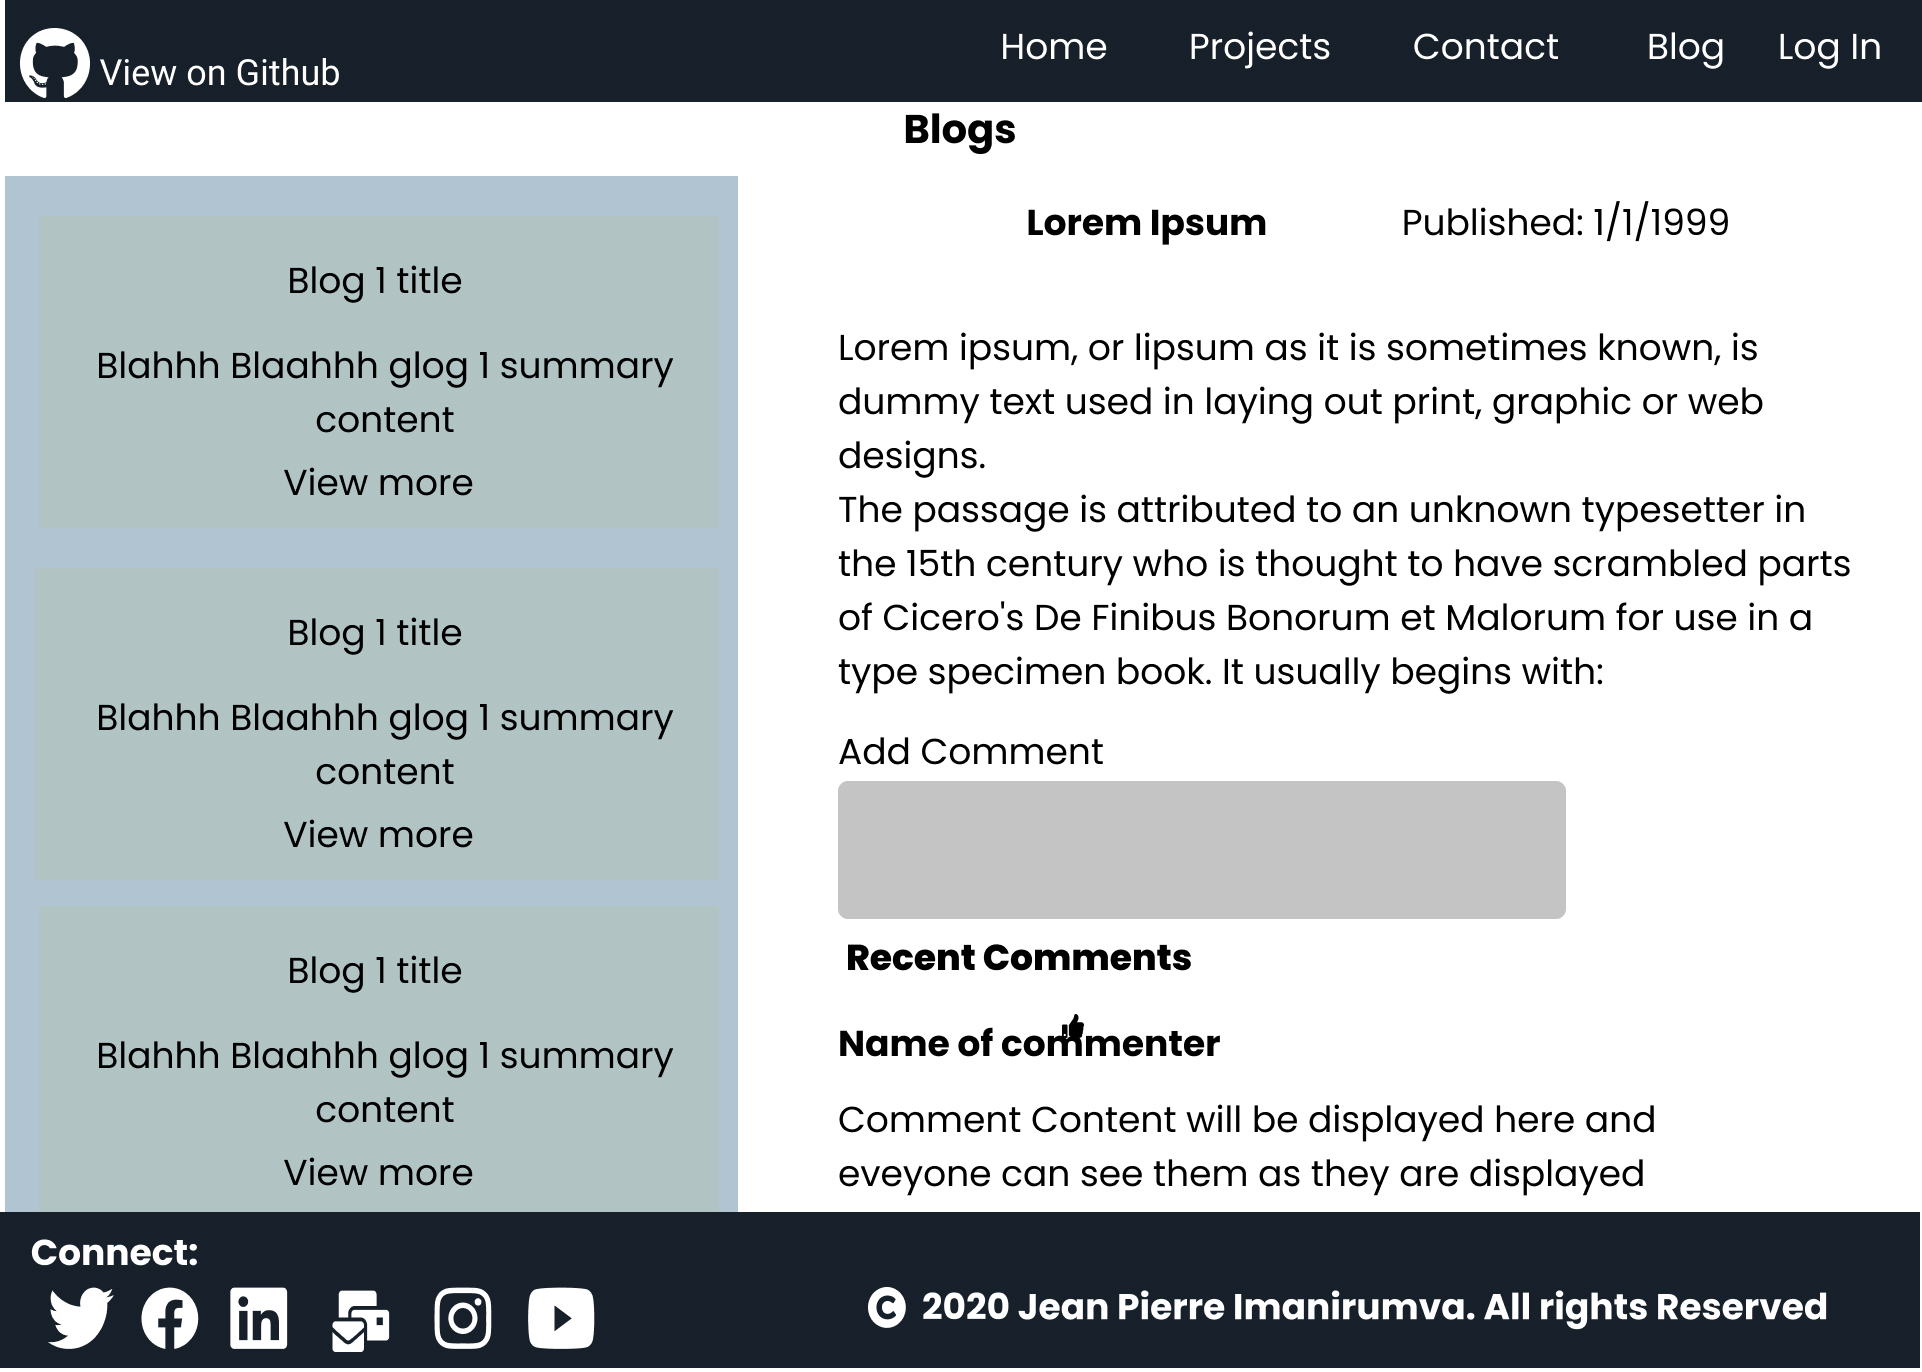 View on Github
Home Projects Contact Blog Log In
Blogs
Blog 1 title
Blahhh Blaahhh glog 1 summary
content
View more
Blog 1 title
Blahhh Blaahhh glog 1 summary
content
View more
Blog 1 title
Blahhh Blaahhh glog 1 summary
content
View more
Lorem Ipsum Published: 1/1/1999
Lorem ipsum, or lipsum as it is sometimes known, is
dummy text used in laying out print, graphic or web
designs.
The passage is attributed to an unknown typesetter in
the 15th century who is thought to have scrambled parts
of Cicero's De Finibus Bonorum et Malorum for use in a
type specimen book. It usually begins with:
Add Comment
Recent Comments
Name of commenter
Comment Content will be displayed here and
eveyone can see them as they are displayed
Connect:
© 2020 Jean Pierre Imanirumva. All rights Reserved